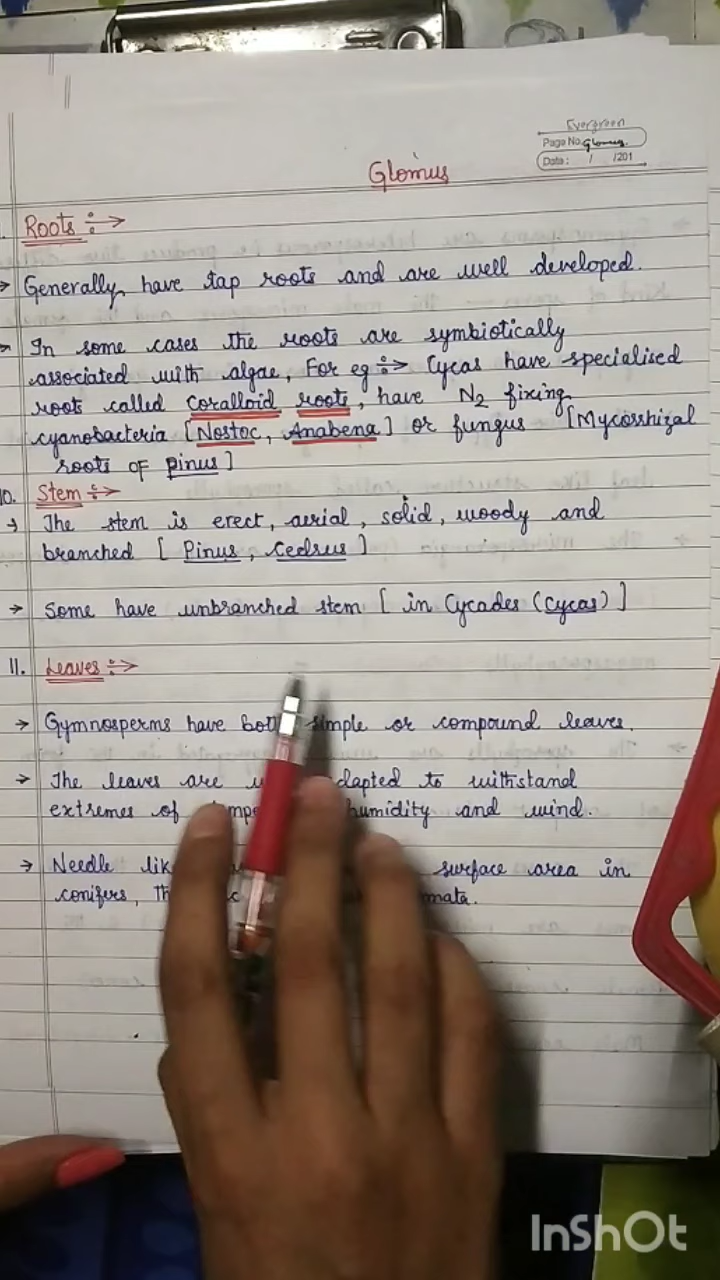 Evergreen
Page No. Glomus.
Date: / /201
Glomus
Roots :->
→ Generally have tap roots and are well developed.
→ In some cases the roots are symbiotically
associated with algae, For eg :-> Cycas have specialised
roots called Coralloid roots, have N2 fixing
cyanobacteria [Nostoc, Anabena] or fungus [Mycorrhizal
roots of pinus]
10. Stem :->
→ The stem is erect, aerial, solid, woody and
branched [Pinus, Cedrus]
→ Some have unbranched stem [in Cycades (Cycas)]
11. Leaves :->
→ Gymnosperms have simple or compound leaves.
→ The leaves are to withstand
extremes of humidity and wind.
→ Needle surface area in
conifers,
InShOt